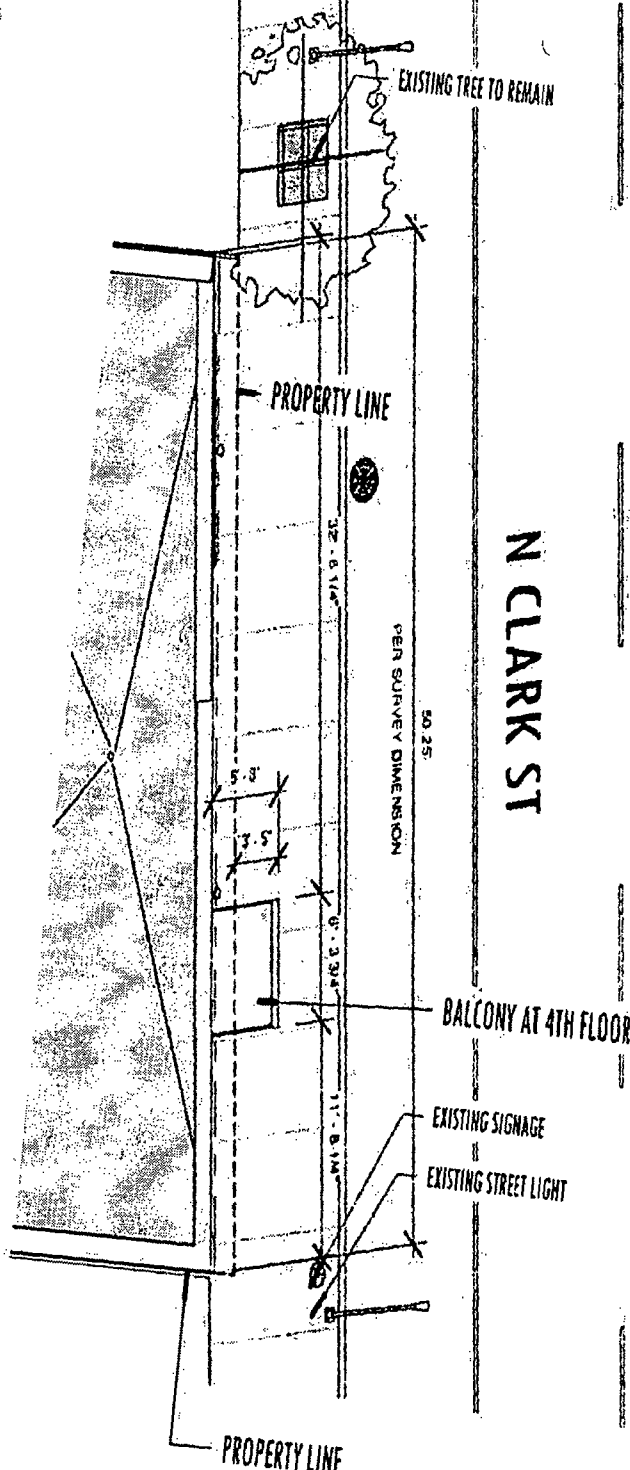 EXISTING TREE TO REMAIN
PROPERTY LINE
N CLARK ST
32' - 8 1/4"
50.25'
PER SURVEY DIMENSION
5.3'
3.5'
6' - 3 3/4"
BALCONY AT 4TH FLOOR
11' - 8 1/4"
EXISTING SIGNAGE
EXISTING STREET LIGHT
PROPERTY LINE